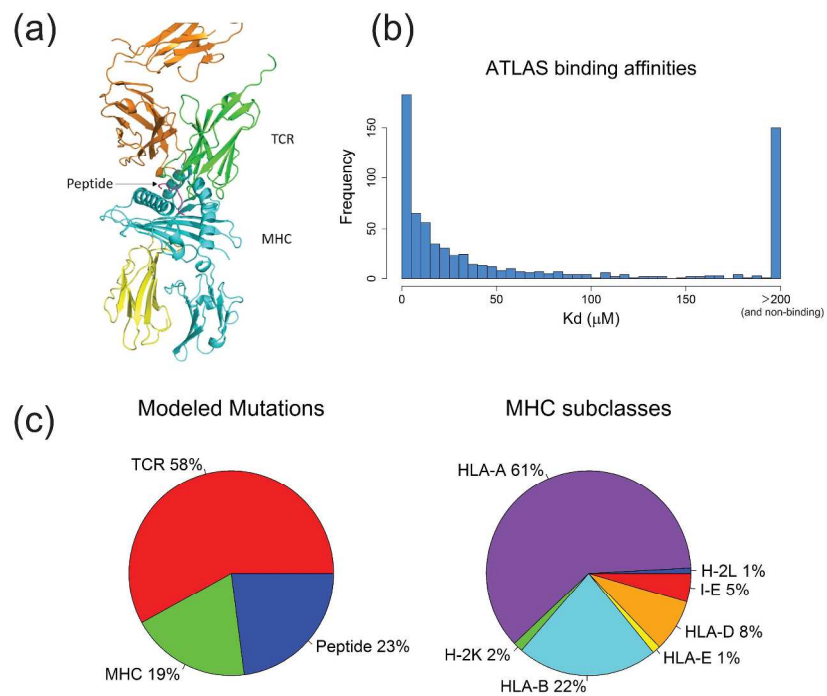 (a)
TCR
Peptide
MHC
(b)
ATLAS binding affinities
Frequency
150
100
50
0
0
50
100
150
>200
(and non-binding)
Kd (μM)
(c)
Modeled Mutations
TCR 58%
MHC 19%
Peptide 23%
MHC subclasses
HLA-A 61%
H-2L 1%
I-E 5%
HLA-D 8%
HLA-E 1%
HLA-B 22%
H-2K 2%